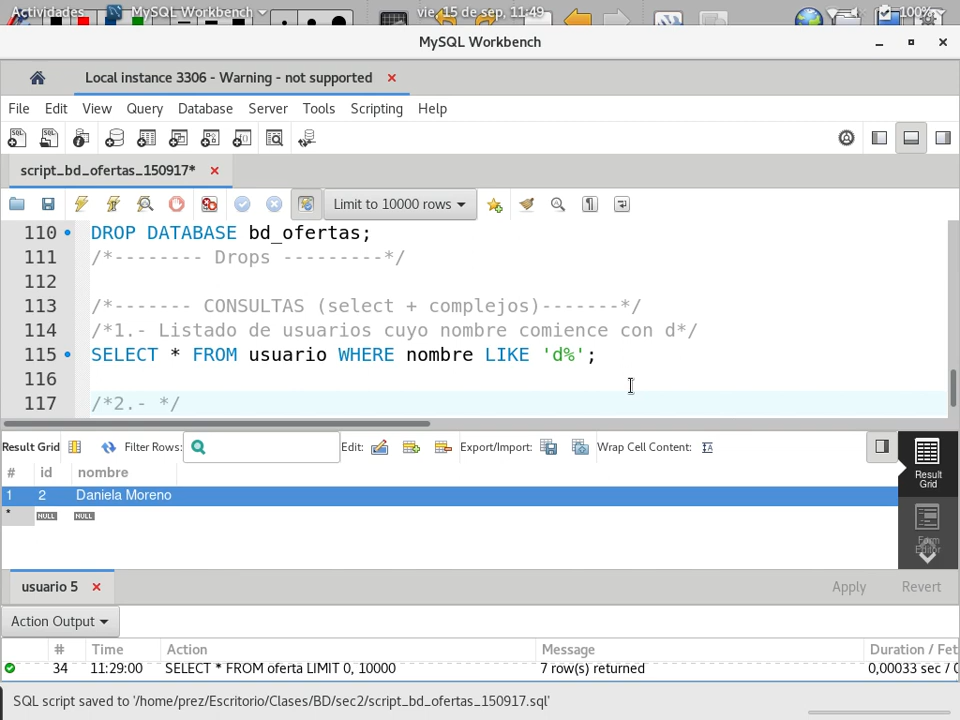 Actividades MySQL Workbench vie, 15 de sep, 11:49 100%
MySQL Workbench
Local instance 3306 - Warning - not supported
File Edit View Query Database Server Tools Scripting Help
script_bd_ofertas_150917*
Limit to 10000 rows
110 DROP DATABASE bd_ofertas;
111 /*-------- Drops ---------*/
112
113 /*------- CONSULTAS (select + complejos)-------*/
114 /*1.- Listado de usuarios cuyo nombre comience con d*/
115 SELECT * FROM usuario WHERE nombre LIKE 'd%';
116
117 /*2.- */
Result Grid Filter Rows: Edit: Export/Import: Wrap Cell Content:
# id nombre
1 2 Daniela Moreno
* NULL NULL
Result
Grid
Form
Editor
usuario 5 Apply Revert
Action Output
# Time Action Message Duration / Fet
34 11:29:00 SELECT * FROM oferta LIMIT 0, 10000 7 row(s) returned 0,00033 sec / 0
SQL script saved to '/home/prez/Escritorio/Clases/BD/sec2/script_bd_ofertas_150917.sql'